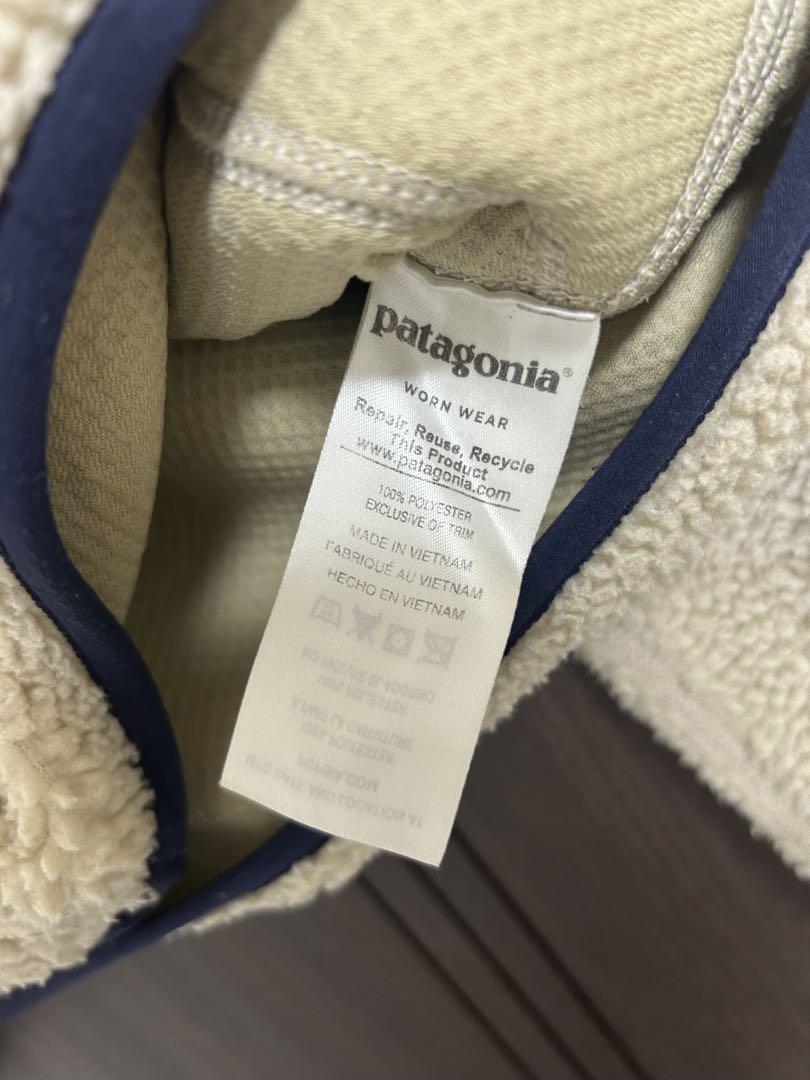 patagonia®
WORN WEAR
Repair, Reuse, Recycle
This Product
www.patagonia.com
100% POLYESTER
EXCLUSIVE OF TRIM
MADE IN VIETNAM
FABRIQUÉ AU VIETNAM
HECHO EN VIETNAM